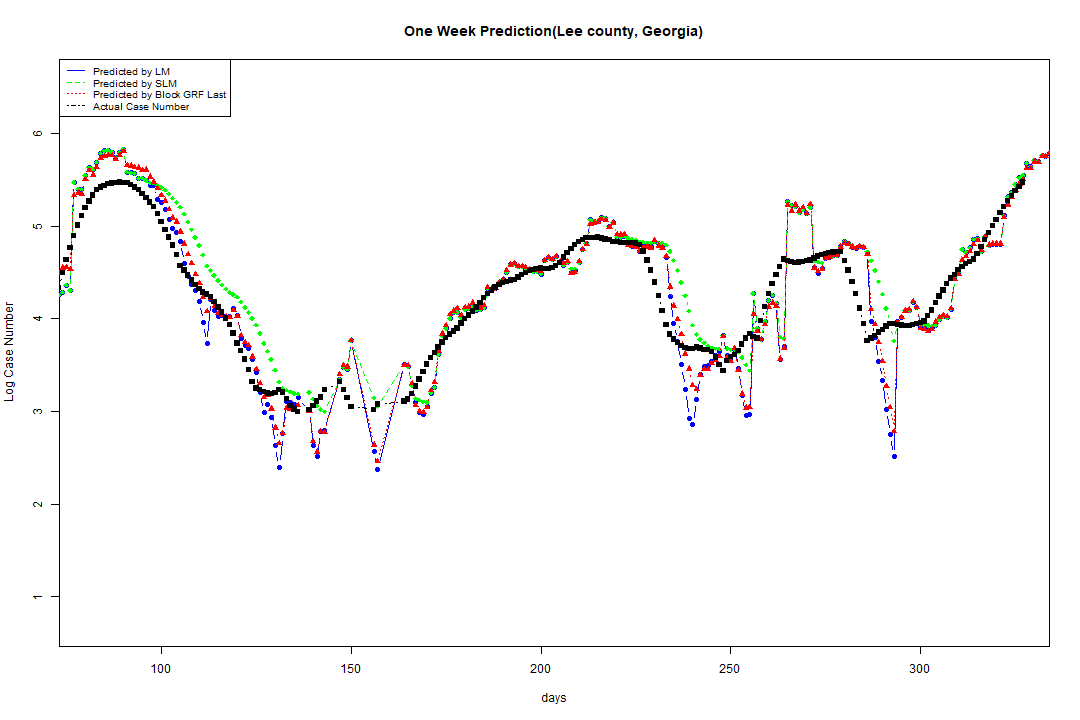 One Week Prediction(Lee county, Georgia)
Predicted by LM
Predicted by SLM
Predicted by Block GRF Last
Actual Case Number
Log Case Number
6
5
4
3
2
1
100 150 200 250 300
days